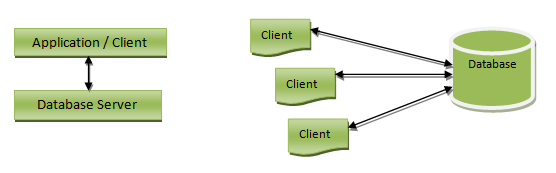 Application / Client
Database Server
Client
Client
Client
Database